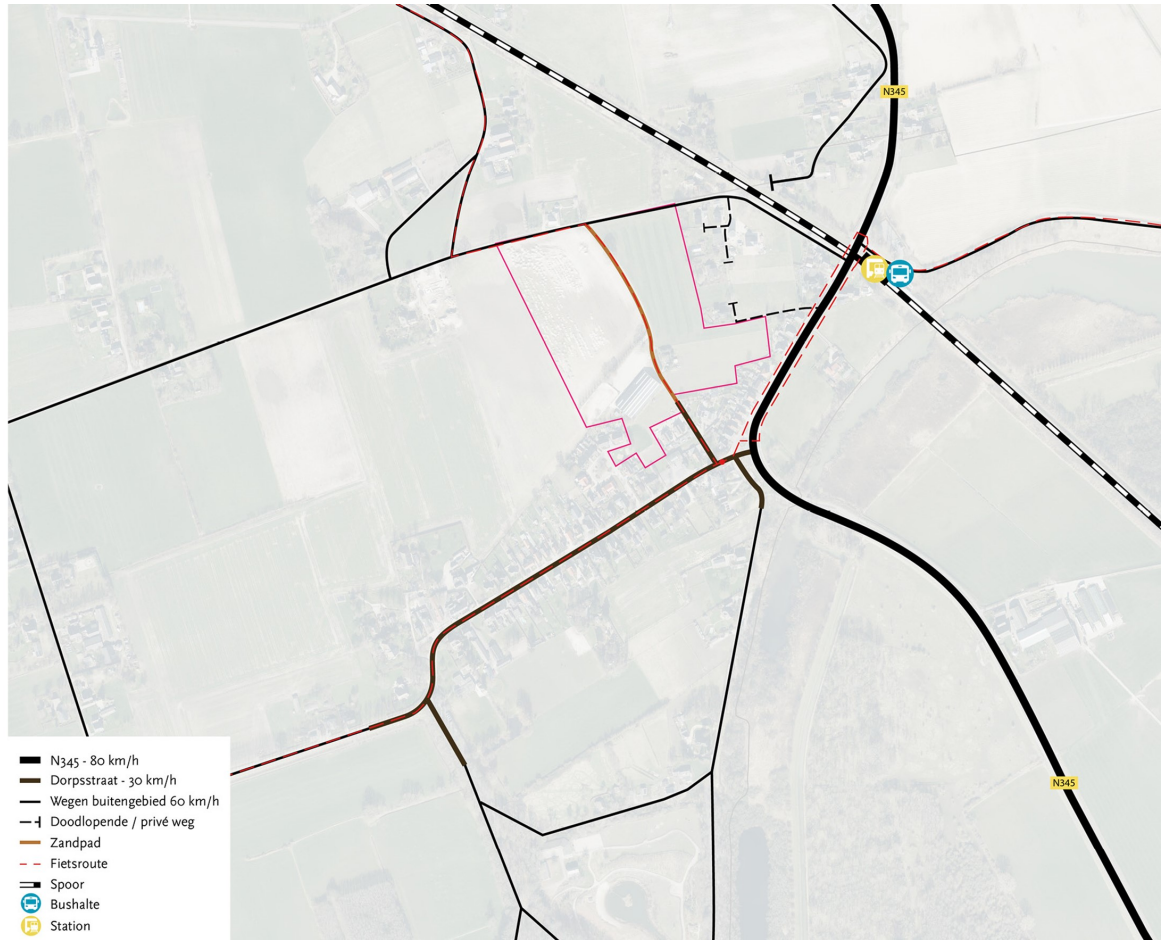 N345
N345
N345 - 80 km/h
Dorpsstraat - 30 km/h
Wegen buitengebied 60 km/h
Doodlopende / privé weg
Zandpad
Fietsroute
Spoor
Bushalte
Station